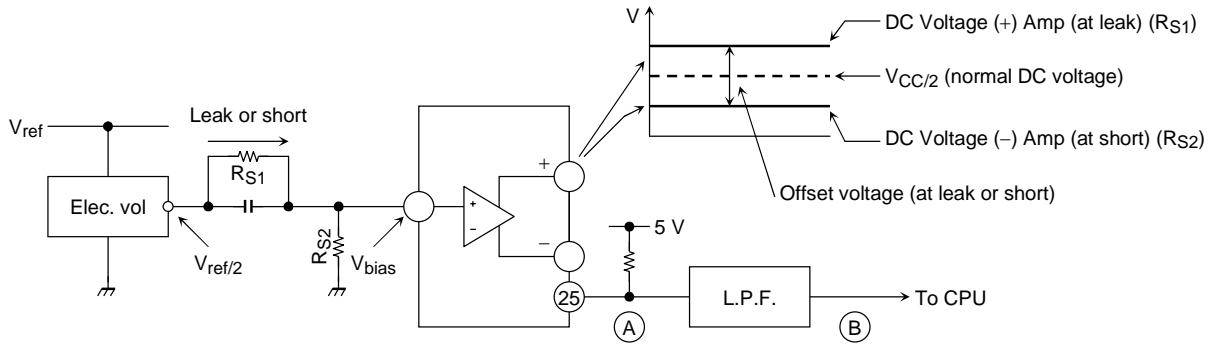 V
DC Voltage (+) Amp (at leak) (RS1)
VCC/2 (normal DC voltage)
DC Voltage (−) Amp (at short) (RS2)
Offset voltage (at leak or short)
Leak or short
Vref
RS1
Elec. vol
Vref/2
RS2
Vbias
+
−
+
−
5 V
25
A
L.P.F.
B
To CPU